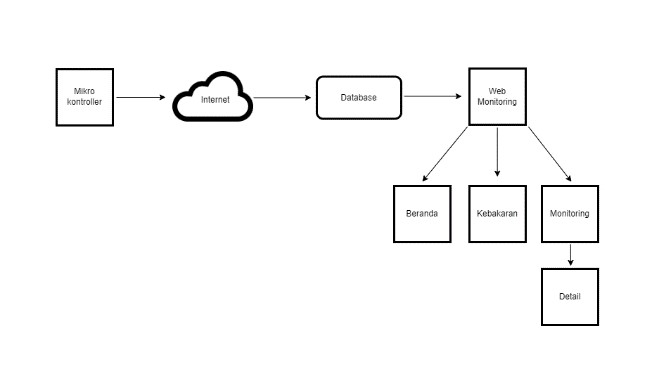 Mikro
kontroller
Internet
Database
Web
Monitoring
Beranda
Kebakaran
Monitoring
Detail